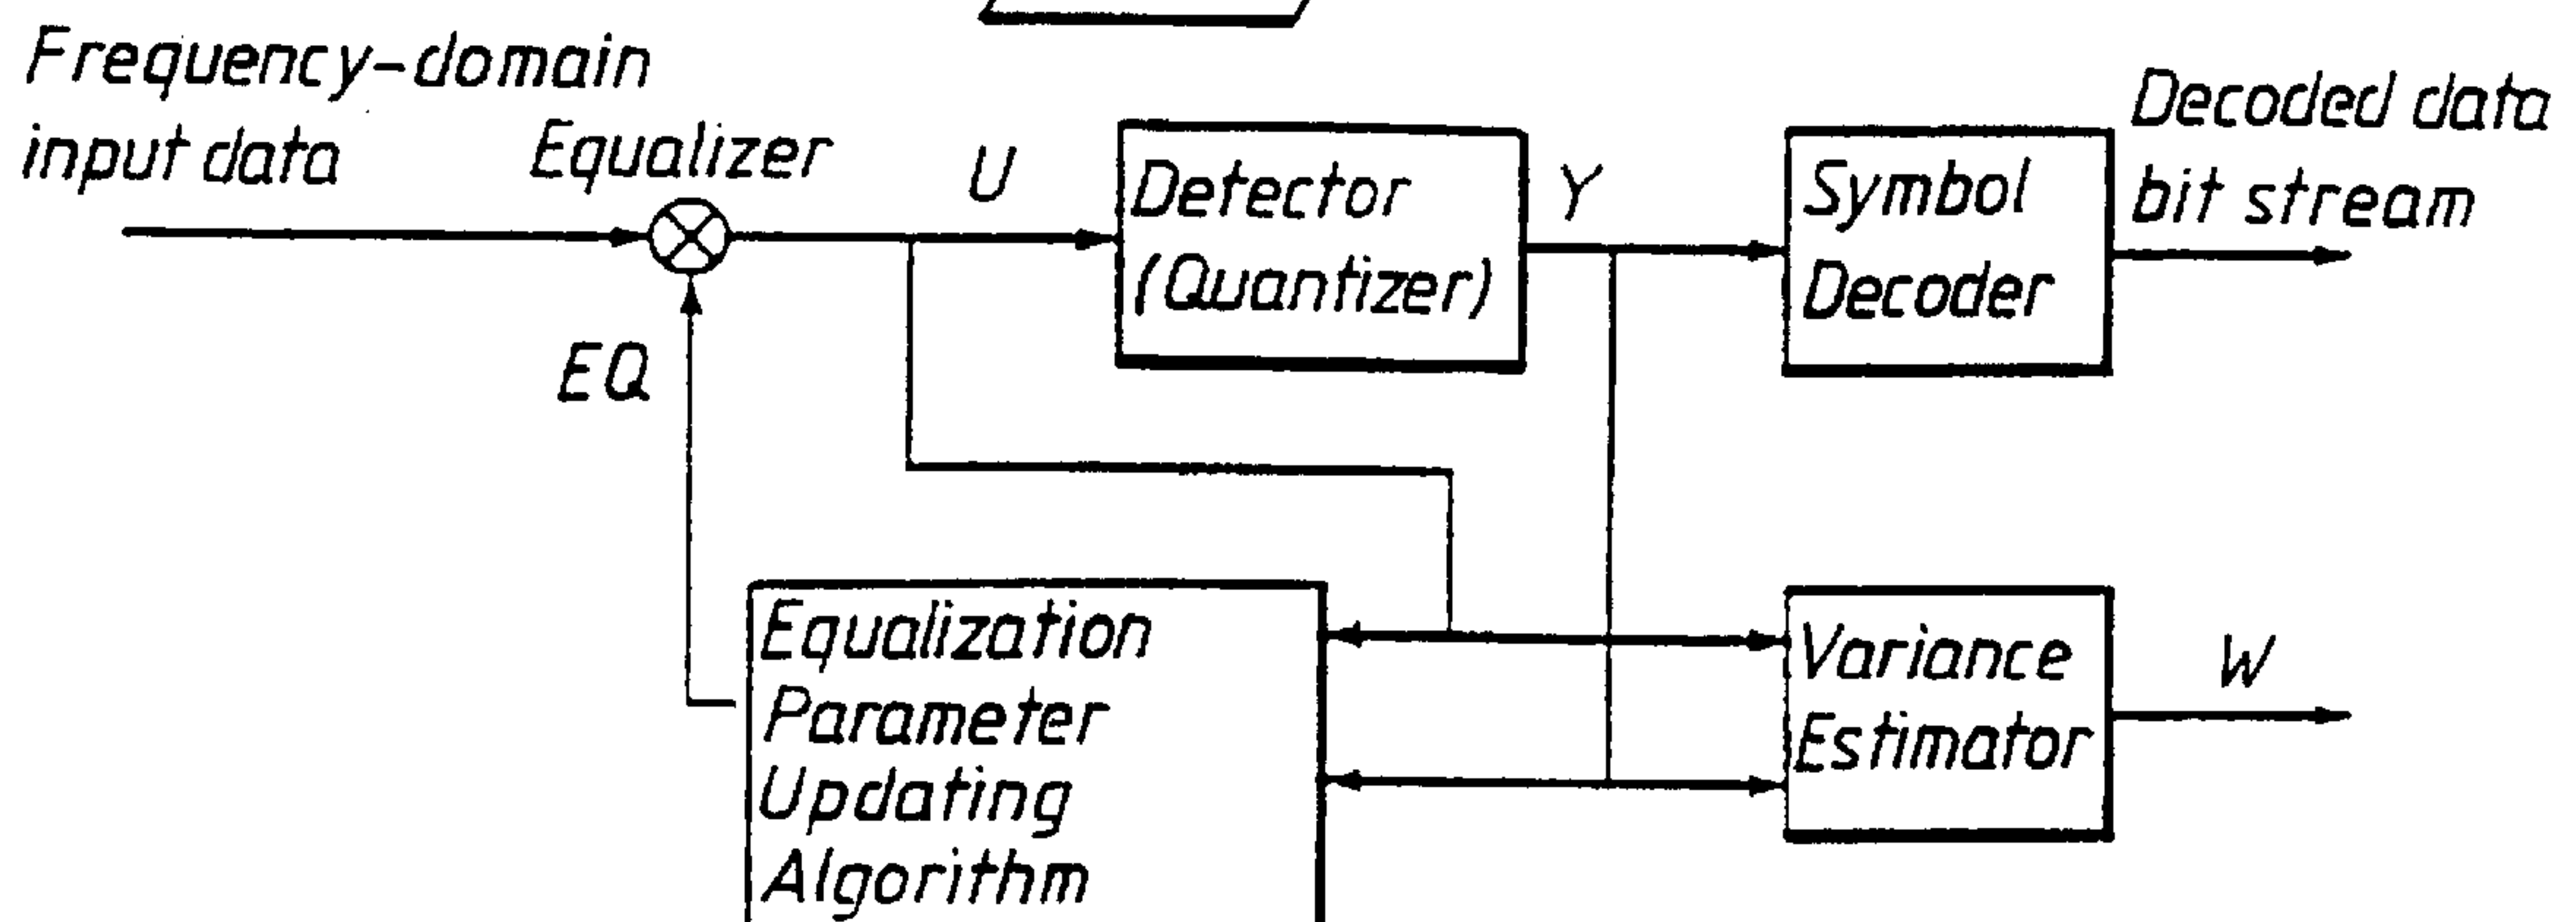 Frequency-domain
input data
Equalizer
U
Detector
(Quantizer)
Y
Symbol
Decoder
Decoded data
bit stream
EQ
Equalization
Parameter
Updating
Algorithm
Variance
Estimator
W